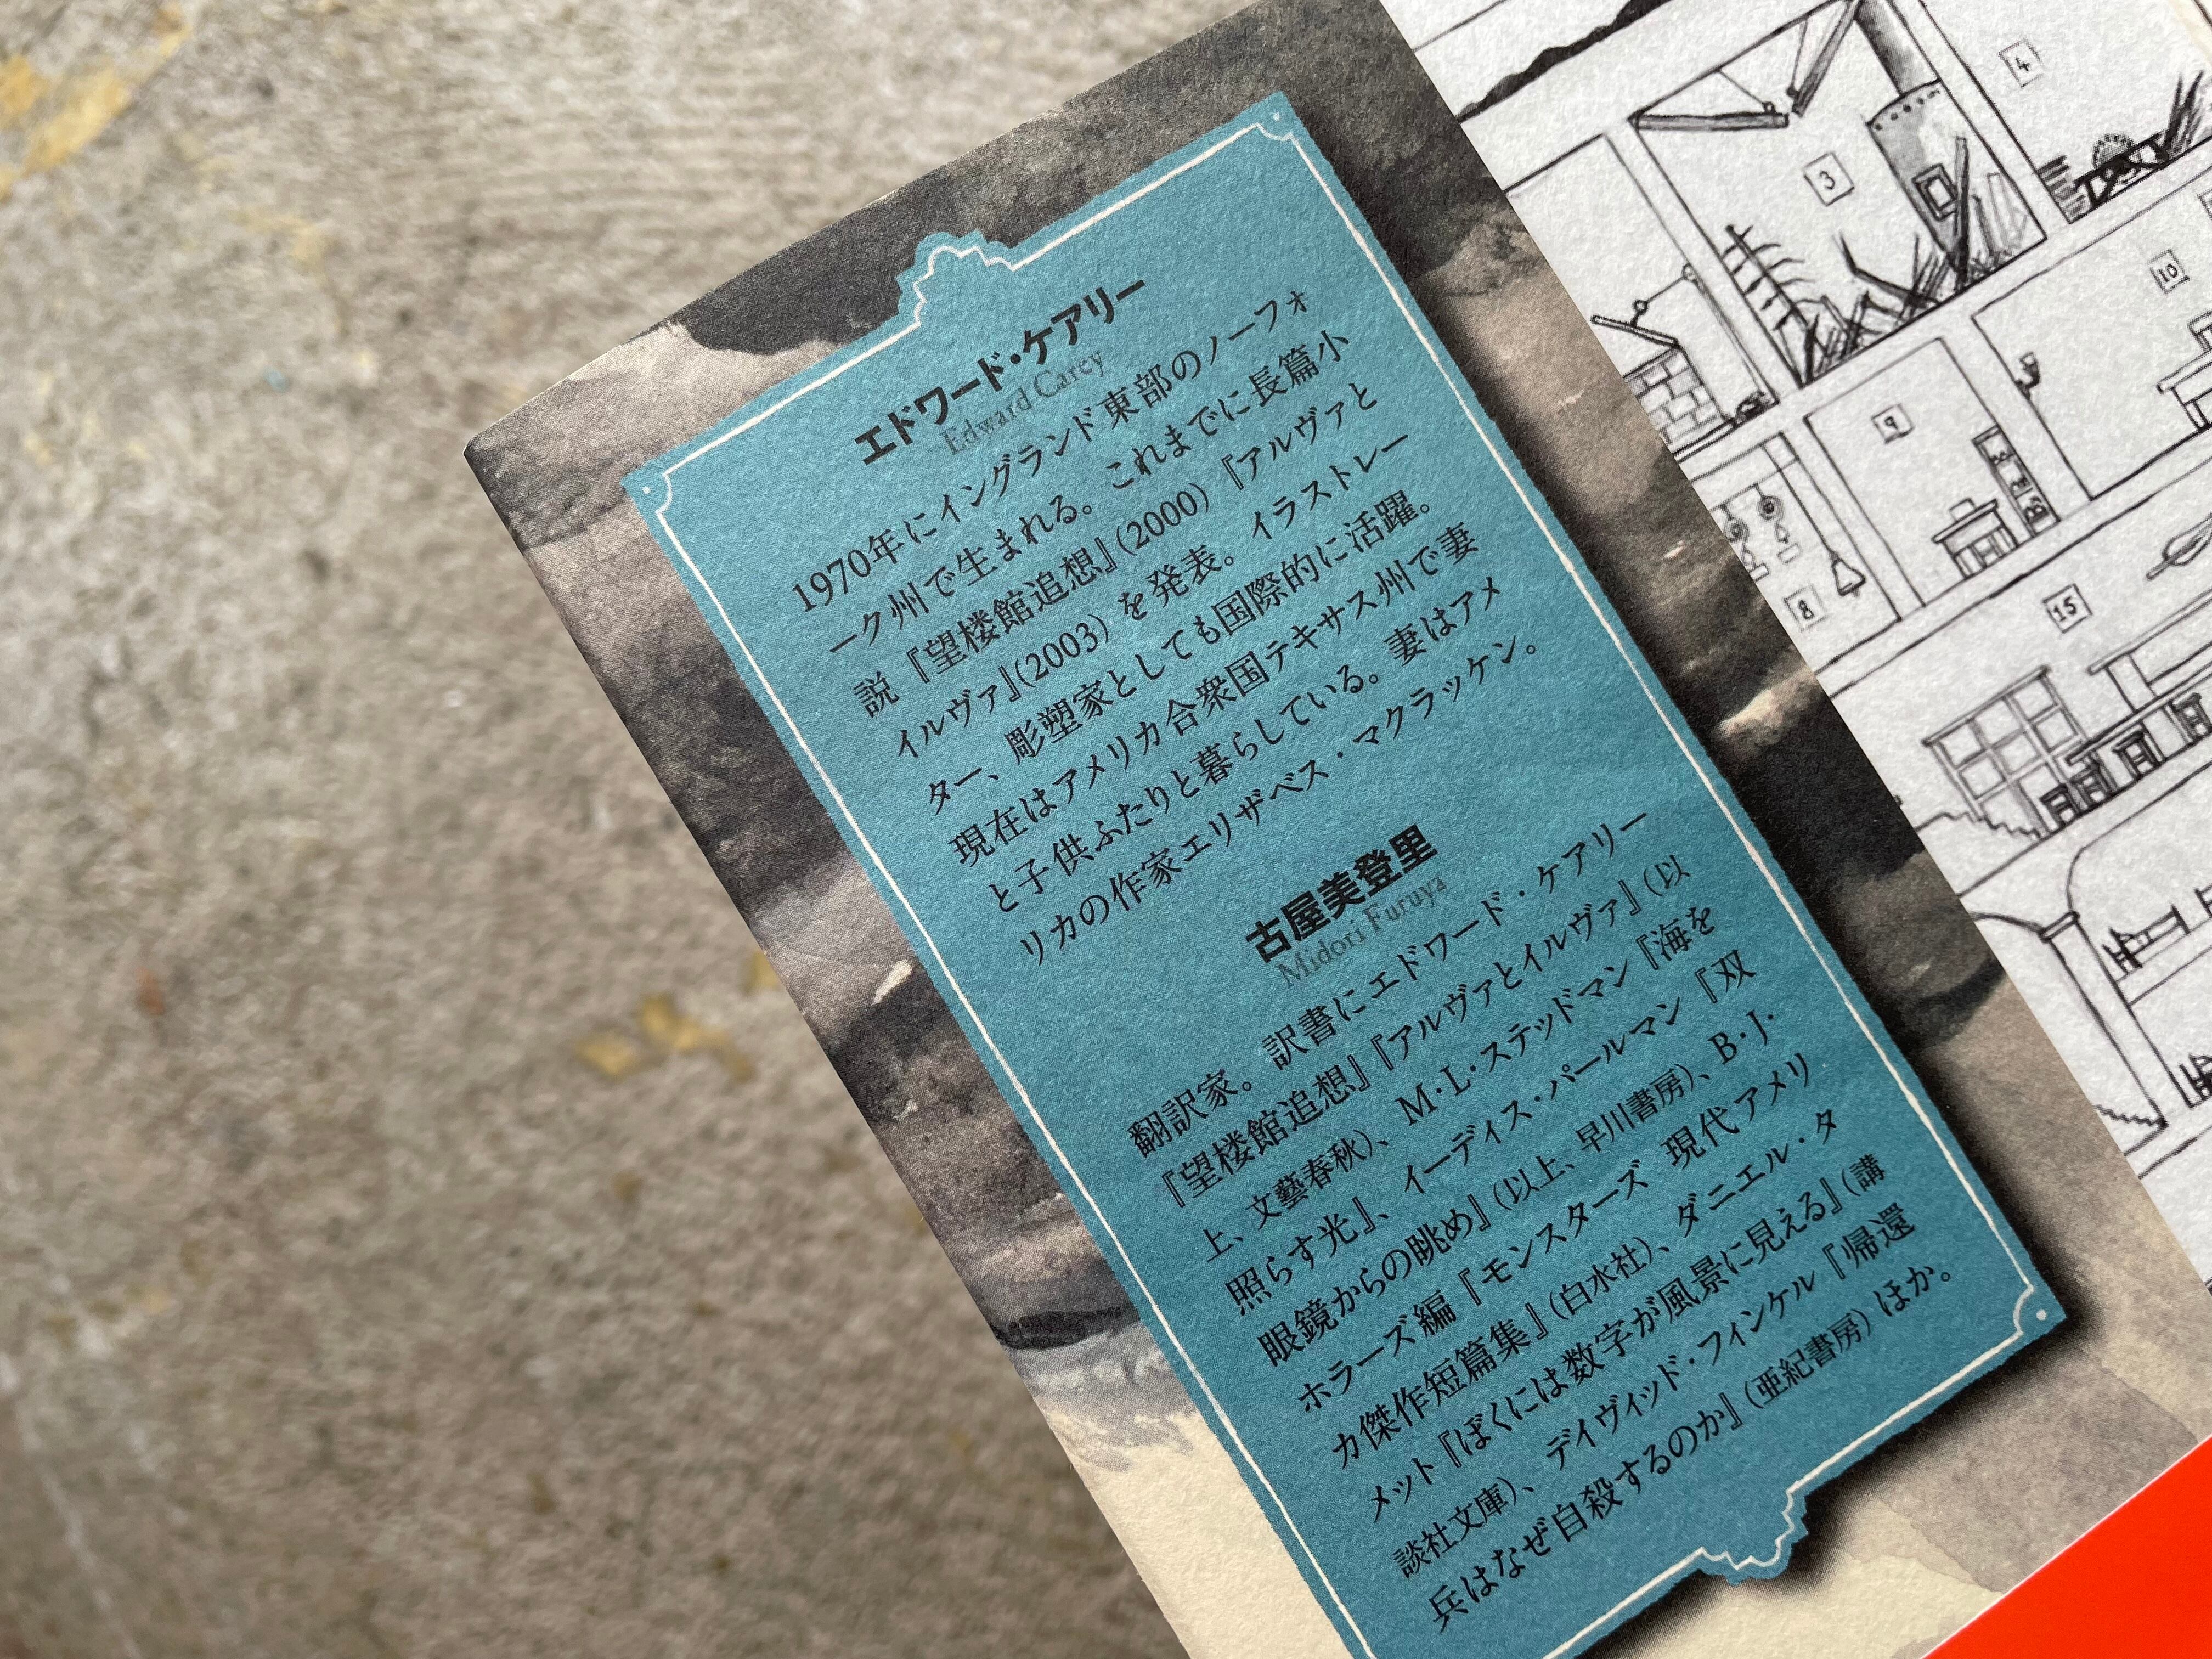 エドワード・ケアリー
Edward Carey
1970年にイングランド東部のノーフォ
ーク州で生まれる。これまでに長篇小
説『望楼館追想』(2000)『アルヴァと
イルヴァ』(2003)を発表。イラストレー
ター、彫塑家としても国際的に活躍。
現在はアメリカ合衆国テキサス州で妻
と子供ふたりと暮らしている。妻はアメ
リカの作家エリザベス・マクラッケン。
古屋美登里
Midori Furuya
翻訳家。訳書にエドワード・ケアリー
『望楼館追想』『アルヴァとイルヴァ』(以
上、文藝春秋)、M・L・ステッドマン『海を
照らす光』、イーディス・パールマン『双
眼鏡からの眺め』(以上、早川書房)、B・J・
ホラーズ編『モンスターズ 現代アメリ
カ傑作短篇集』(白水社)、ダニエル・タ
メット『ぼくには数字が風景に見える』(講
談社文庫)、デイヴィッド・フィンケル『帰還
兵はなぜ自殺するのか』(亜紀書房)ほか。
4
3
10
9
8
15